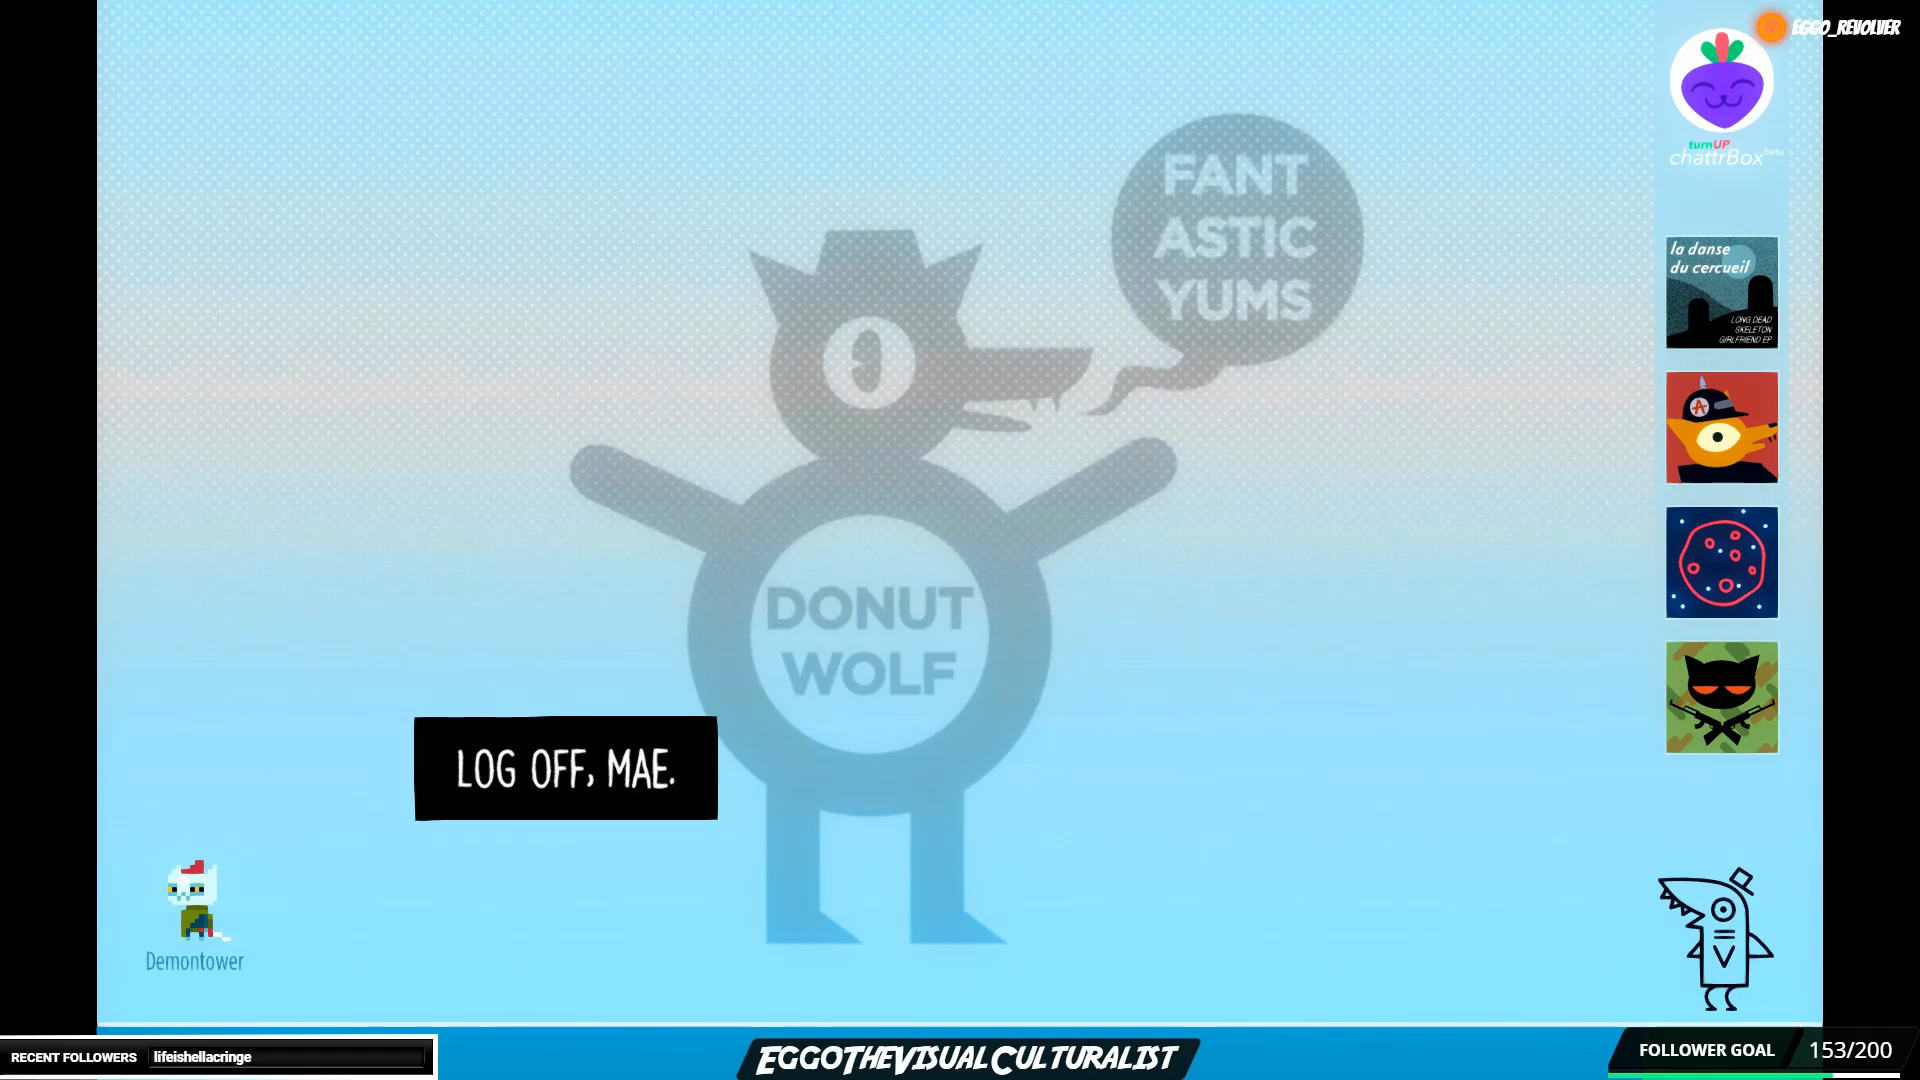 EGGO_REVOLVER
turnUP
chattrBox beta
la danse
du cercueil
LONG DEAD
SKELETON
GIRLFRIEND EP
A
FANT
ASTIC
YUMS
DONUT
WOLF
LOG OFF, MAE.
Demontower
RECENT FOLLOWERS lifeishellacringe
EGGOTHEVISUALCULTURALIST
FOLLOWER GOAL 153/200